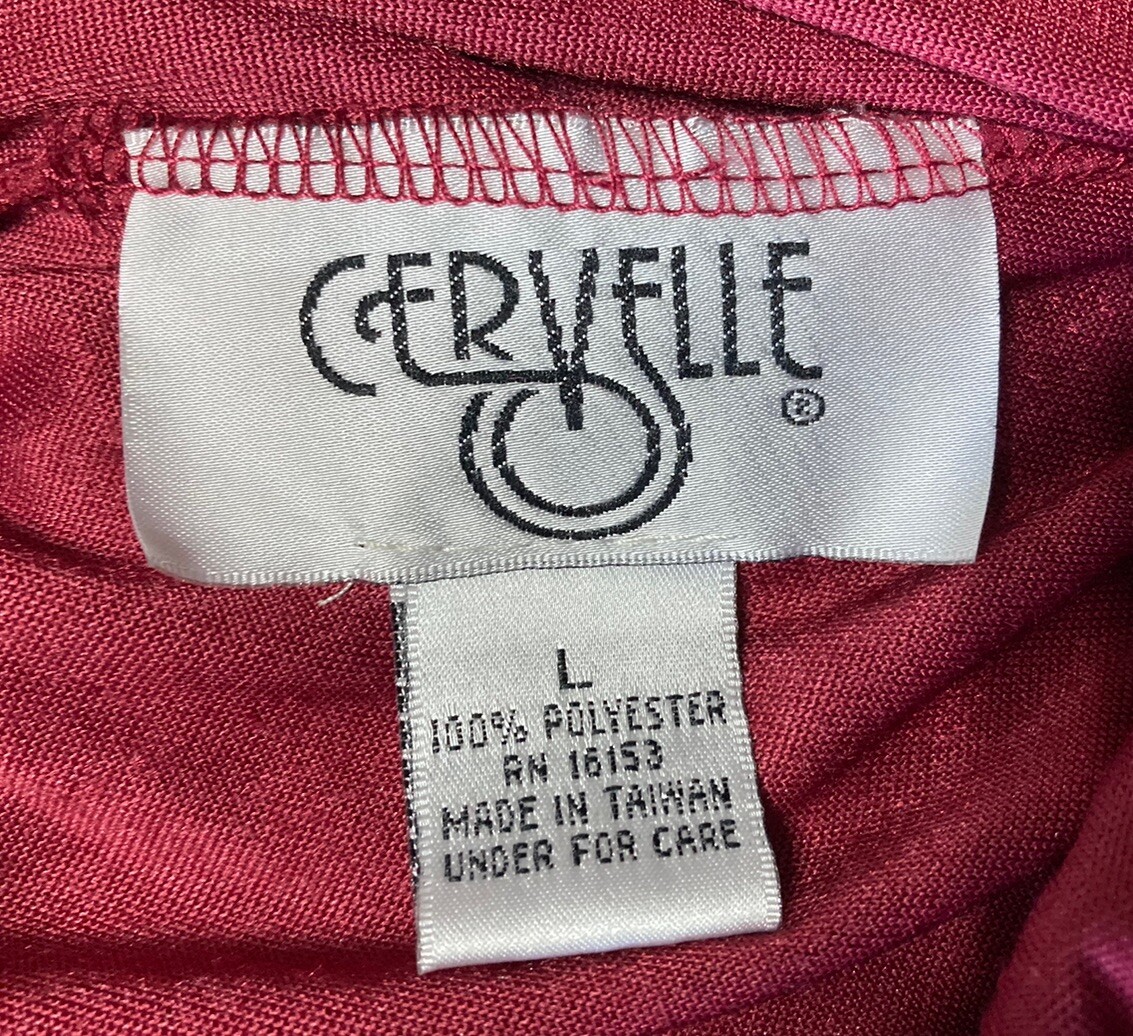 CERVELLE
®
L
100% POLYESTER
RN 16153
MADE IN TAIWAN
UNDER FOR CARE